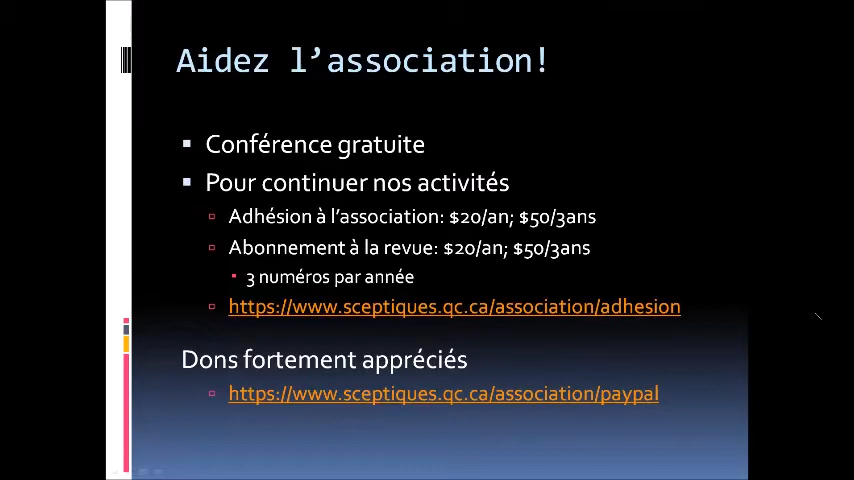 Aidez l’association!
Conférence gratuite
Pour continuer nos activités
Adhésion à l’association: $20/an; $50/3ans
Abonnement à la revue: $20/an; $50/3ans
3 numéros par année
https://www.sceptiques.qc.ca/association/adhesion
Dons fortement appréciés
https://www.sceptiques.qc.ca/association/paypal